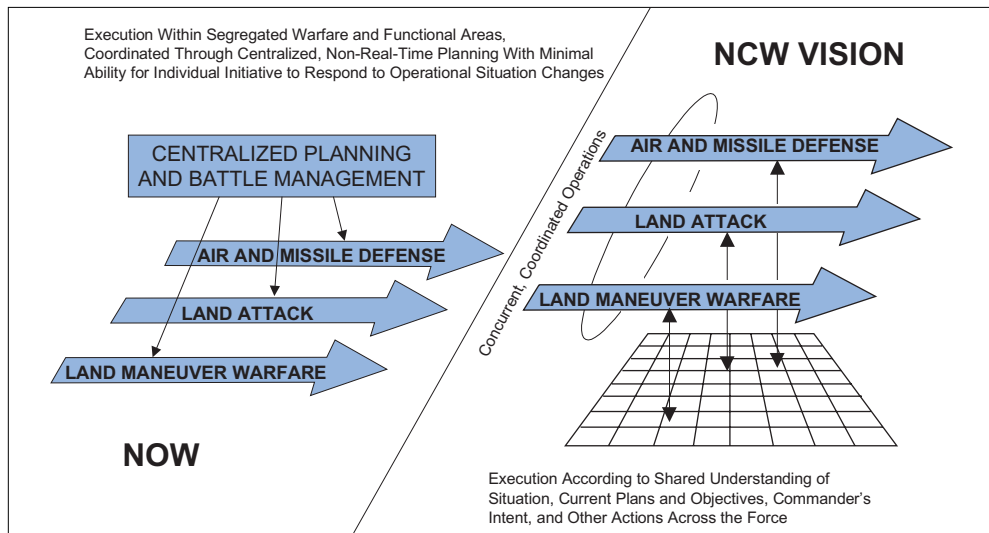 Execution Within Segregated Warfare and Functional Areas,
Coordinated Through Centralized, Non-Real-Time Planning With Minimal
Ability for Individual Initiative to Respond to Operational Situation Changes
CENTRALIZED PLANNING
AND BATTLE MANAGEMENT
AIR AND MISSILE DEFENSE
LAND ATTACK
LAND MANEUVER WARFARE
NOW
Concurrent, Coordinated Operations
NCW VISION
AIR AND MISSILE DEFENSE
LAND ATTACK
LAND MANEUVER WARFARE
Execution According to Shared Understanding of
Situation, Current Plans and Objectives, Commander's
Intent, and Other Actions Across the Force